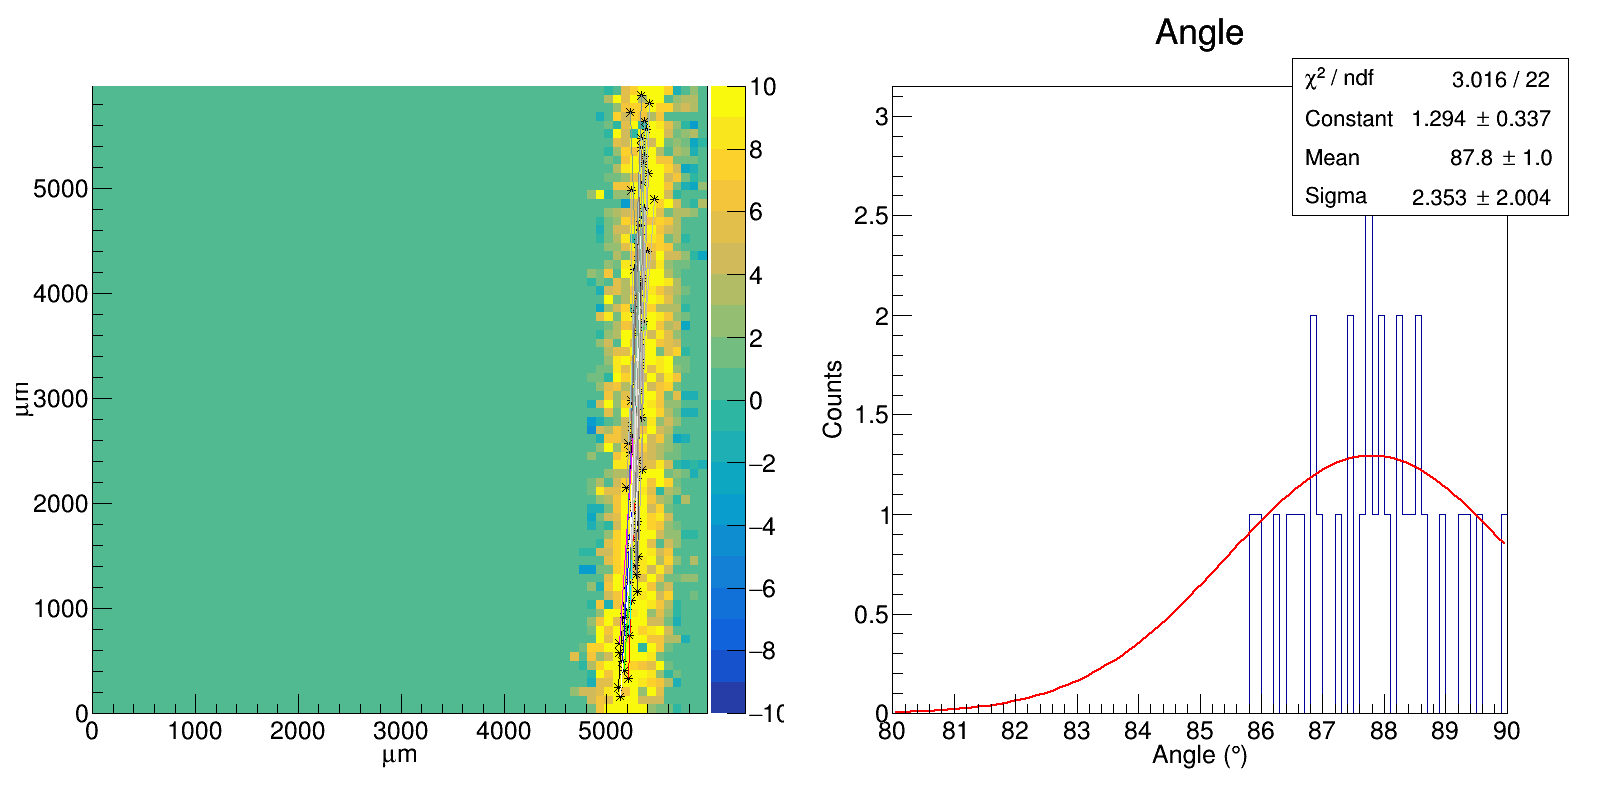 Angle
χ² / ndf 3.016 / 22
Constant 1.294 ± 0.337
Mean 87.8 ± 1.0
Sigma 2.353 ± 2.004
10
8
6
4
2
0
−2
−4
−6
−8
−10
5000
4000
3000
2000
1000
0
μm
0 1000 2000 3000 4000 5000
μm
3
2.5
2
1.5
1
0.5
0
Counts
80 81 82 83 84 85 86 87 88 89 90
Angle (°)